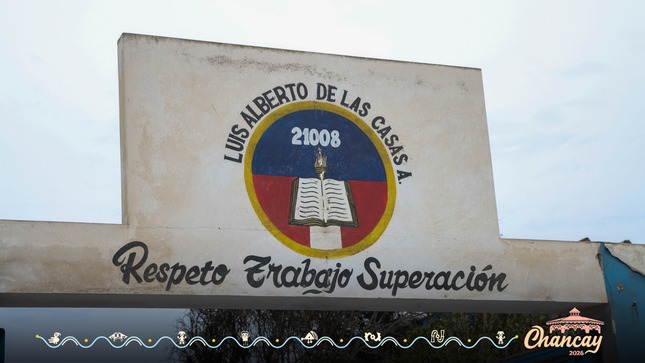 LUIS ALBERTO DE LAS CASAS A.
21008
Respeto Trabajo Superación
Chancay
2026